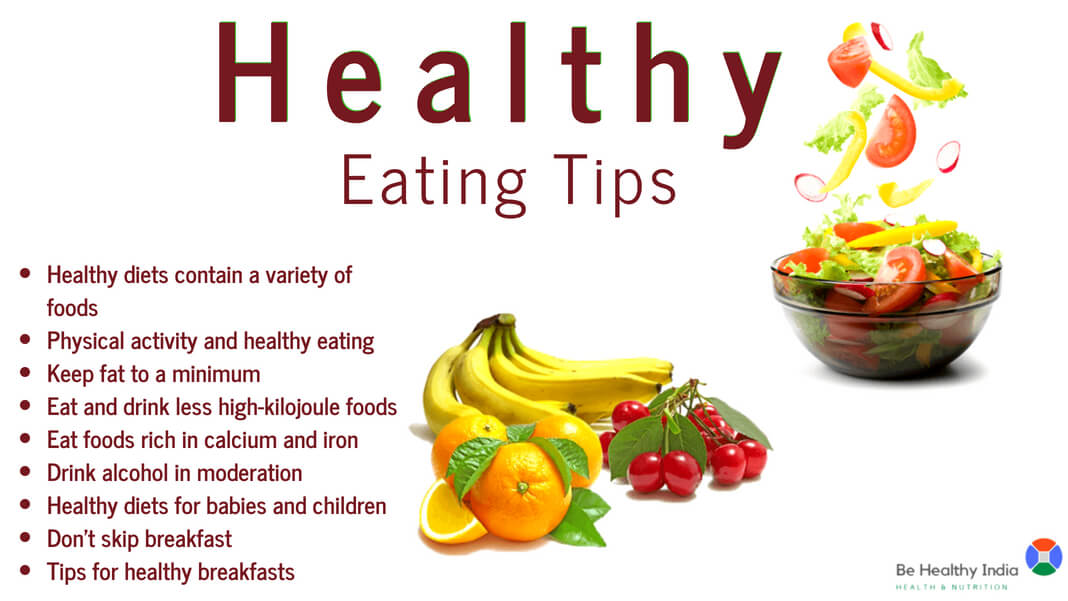 Healthy
Eating Tips
• Healthy diets contain a variety of
foods
• Physical activity and healthy eating
• Keep fat to a minimum
• Eat and drink less high-kilojoule foods
• Eat foods rich in calcium and iron
• Drink alcohol in moderation
• Healthy diets for babies and children
• Don't skip breakfast
• Tips for healthy breakfasts
Be Healthy India
HEALTH & NUTRITION